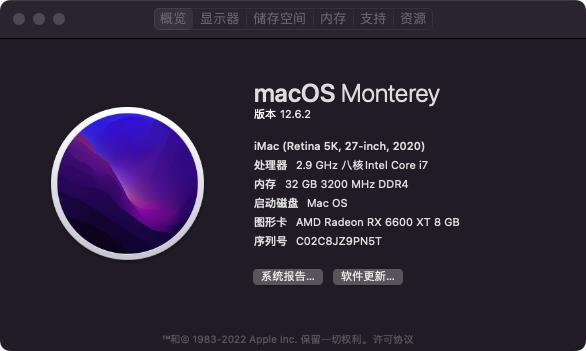 概览 显示器 储存空间 内存 支持 资源
macOS Monterey
版本 12.6.2
iMac (Retina 5K, 27-inch, 2020)
处理器 2.9 GHz 八核Intel Core i7
内存 32 GB 3200 MHz DDR4
启动磁盘 Mac OS
图形卡 AMD Radeon RX 6600 XT 8 GB
序列号 C02C8JZ9PN5T
系统报告... 软件更新...
™和© 1983-2022 Apple Inc. 保留一切权利。许可协议